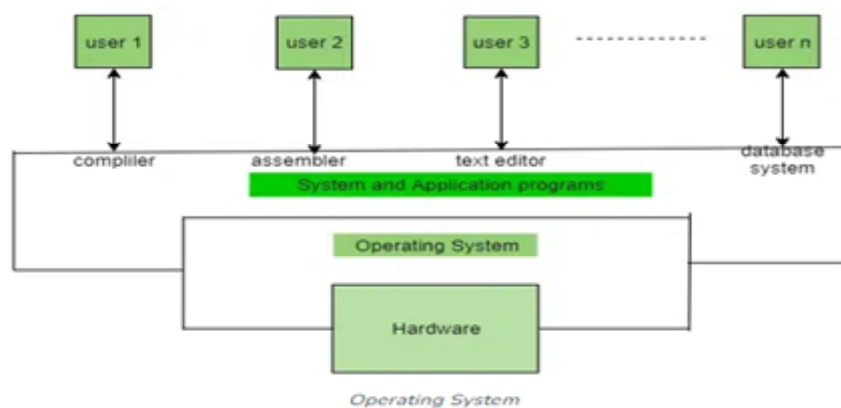 user 1
user 2
user 3
user n
compliler
assembler
text editor
database
system
System and Application programs
Operating System
Hardware
Operating System